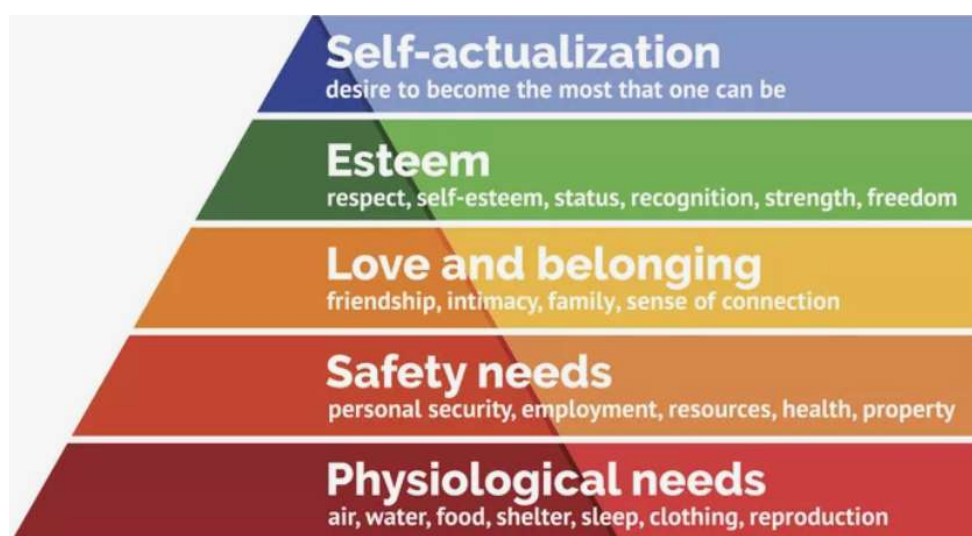 Self-actualization
desire to become the most that one can be
Esteem
respect, self-esteem, status, recognition, strength, freedom
Love and belonging
friendship, intimacy, family, sense of connection
Safety needs
personal security, employment, resources, health, property
Physiological needs
air, water, food, shelter, sleep, clothing, reproduction